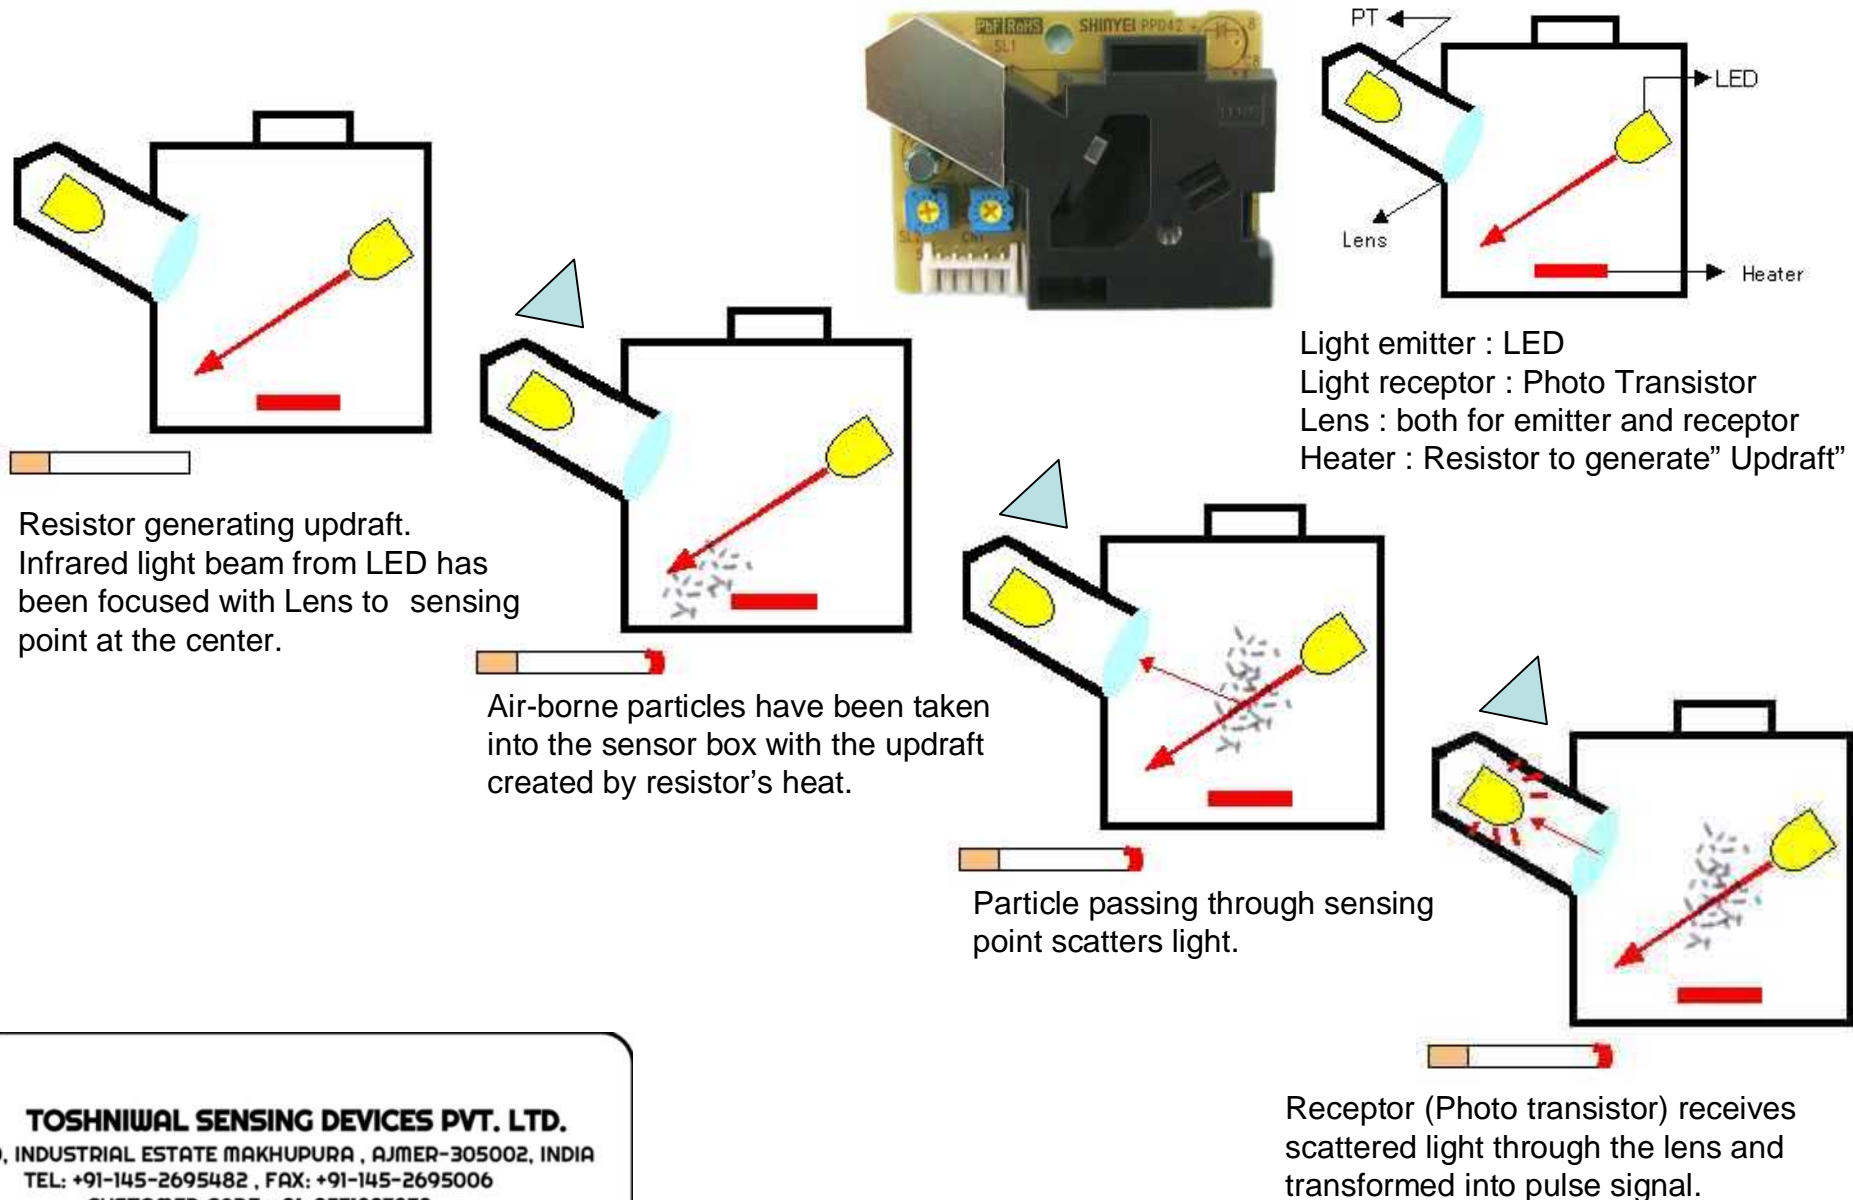 PbF RoHS SHINYEI PPD42
SL1
8
PT
LED
Lens
Heater
Light emitter : LED
Light receptor : Photo Transistor
Lens : both for emitter and receptor
Heater : Resistor to generate” Updraft”
Resistor generating updraft.
Infrared light beam from LED has
been focused with Lens to sensing
point at the center.
Air-borne particles have been taken
into the sensor box with the updraft
created by resistor’s heat.
Particle passing through sensing
point scatters light.
Receptor (Photo transistor) receives
scattered light through the lens and
transformed into pulse signal.
TOSHNIWAL SENSING DEVICES PVT. LTD.
INDUSTRIAL ESTATE MAKHUPURA , AJMER-305002, INDIA
TEL: +91-145-2695482 , FAX: +91-145-2695006